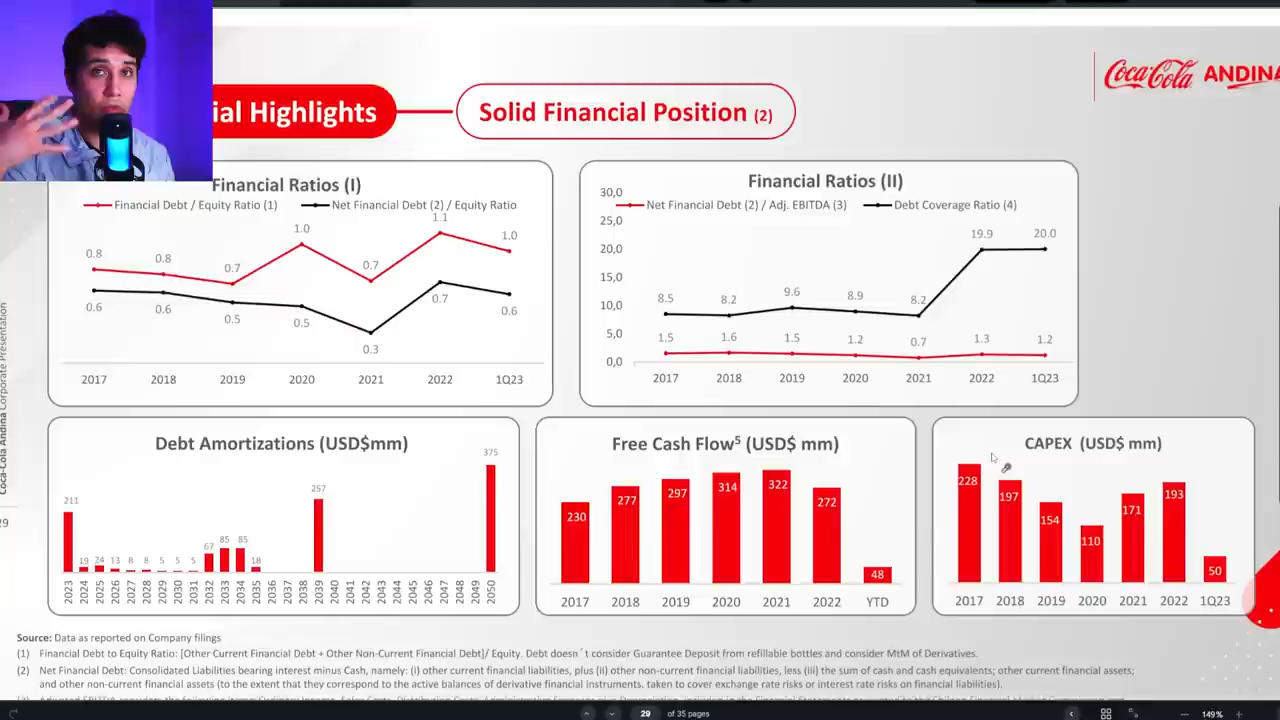 Coca-Cola ANDINA
ial Highlights
Solid Financial Position (2)
Financial Ratios (I)
Financial Debt / Equity Ratio (1)
Net Financial Debt (2) / Equity Ratio
0.8 0.8 0.7 1.0 0.7 1.1 1.0
0.6 0.6 0.5 0.5 0.3 0.7 0.6
2017 2018 2019 2020 2021 2022 1Q23
Financial Ratios (II)
Net Financial Debt (2) / Adj. EBITDA (3)
Debt Coverage Ratio (4)
30,0
25,0
20,0
15,0
10,0
5,0
0,0
8.5 8.2 9.6 8.9 8.2 19.9 20.0
1.5 1.6 1.5 1.2 0.7 1.3 1.2
2017 2018 2019 2020 2021 2022 1Q23
Coca-Cola Andina Corporate Presentation
29
Debt Amortizations (USD$mm)
211 19 24 13 8 8 5 5 5 67 85 85 18 257 375
2023 2024 2025 2026 2027 2028 2029 2030 2031 2032 2033 2034 2035 2036 2037 2038 2039 2040 2041 2042 2043 2044 2045 2046 2047 2048 2049 2050
Free Cash Flow⁵ (USD$ mm)
230 277 297 314 322 272 48
2017 2018 2019 2020 2021 2022 YTD
CAPEX (USD$ mm)
228 197 154 110 171 193 50
2017 2018 2019 2020 2021 2022 1Q23
Source: Data as reported on Company filings
(1) Financial Debt to Equity Ratio: [Other Current Financial Debt + Other Non-Current Financial Debt]/ Equity. Debt doesn´t consider Guarantee Deposit from refillable bottles and consider MtM of Derivatives.
(2) Net Financial Debt: Consolidated Liabilities bearing interest minus Cash, namely: (i) other current financial liabilities, plus (ii) other non-current financial liabilities, less (iii) the sum of cash and cash equivalents; other current financial assets;
and other non-current financial assets (to the extent that they correspond to the active balances of derivative financial instruments. taken to cover exchange rate risks or interest rate risks on financial liabilities).
29 of 35 pages
149%